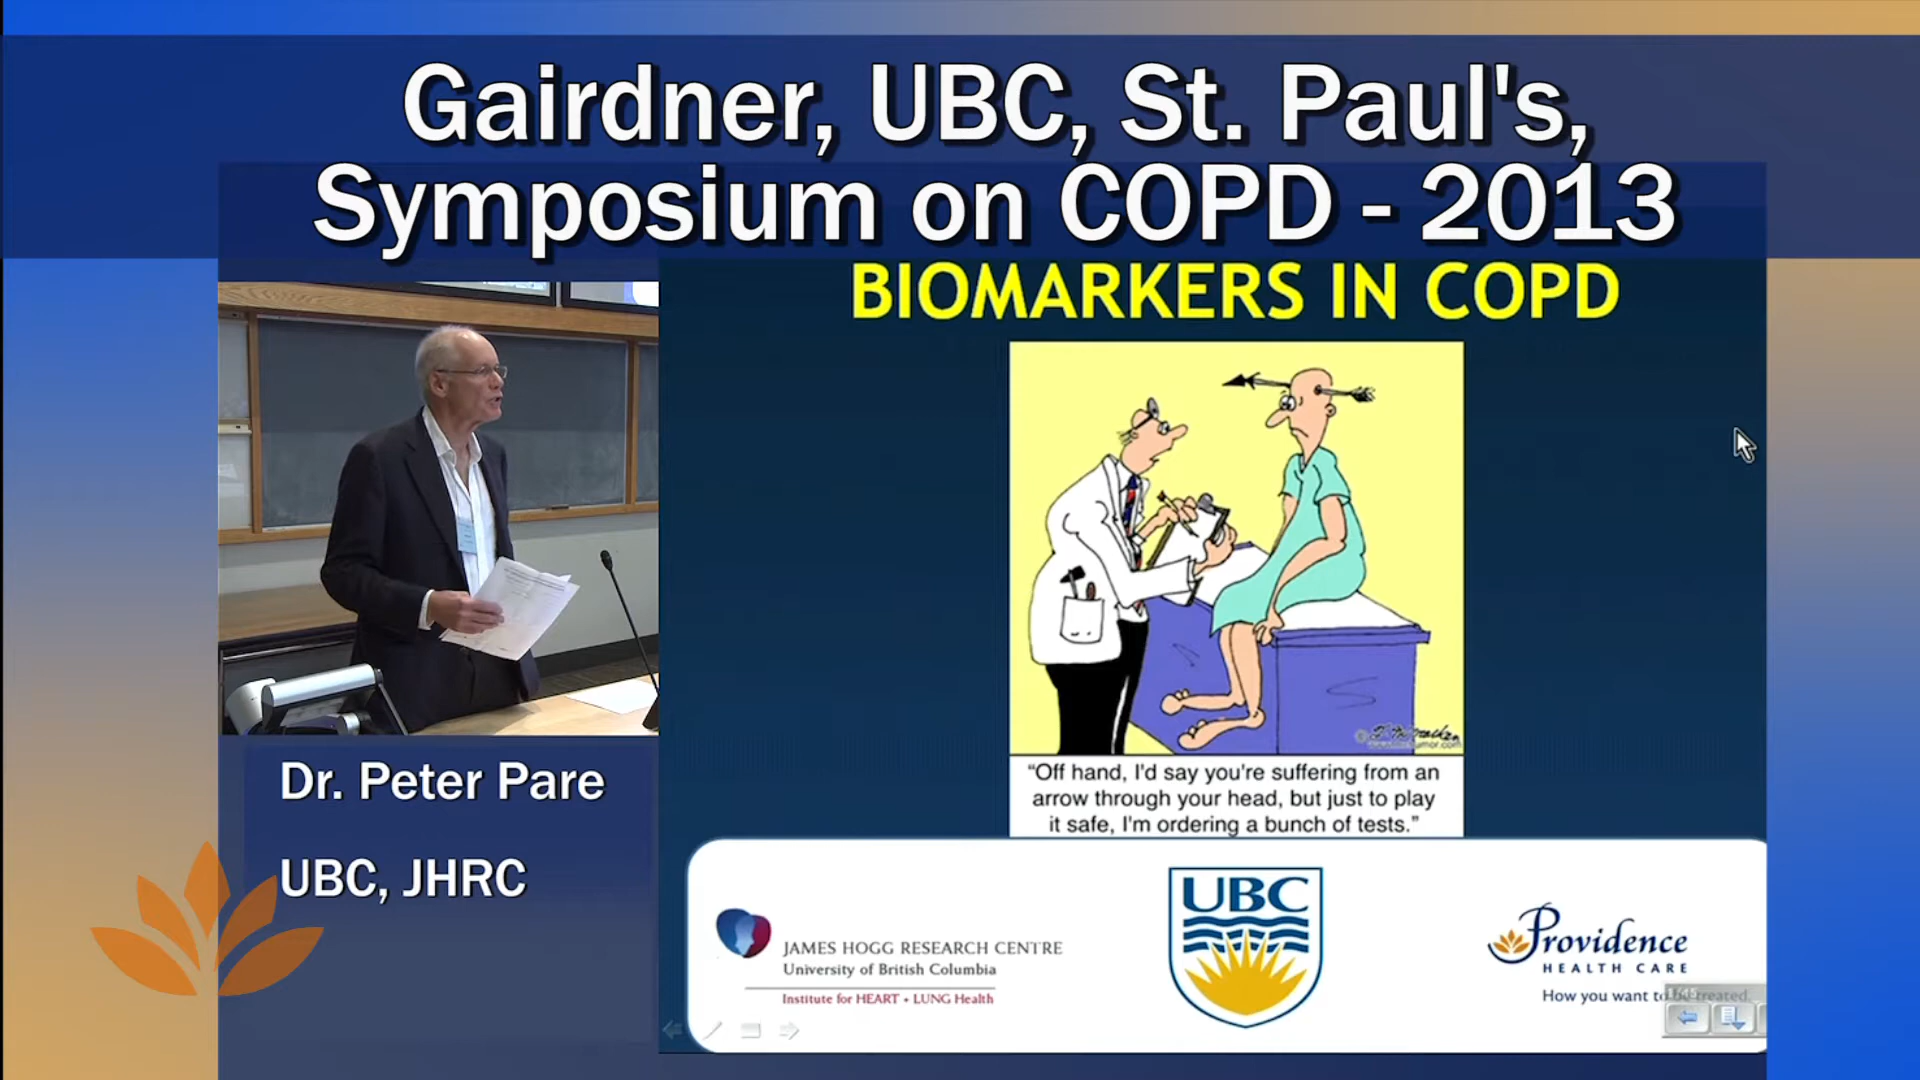 Gairdner, UBC, St. Paul's,
Symposium on COPD - 2013
BIOMARKERS IN COPD
"Off hand, I'd say you're suffering from an
arrow through your head, but just to play
it safe, I'm ordering a bunch of tests."
Dr. Peter Pare
UBC, JHRC
JAMES HOGG RESEARCH CENTRE
University of British Columbia
Institute for HEART + LUNG Health
UBC
Providence
HEALTH CARE
How you want to be treated.